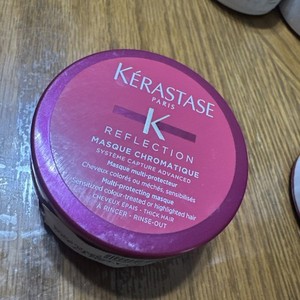 KÉRASTASE
PARIS
K
REFLECTION
MASQUE CHROMATIQUE
SYSTÈME CAPTURE ADVANCED
Masque multi-protecteur
Cheveux colorés ou méchés, sensibilisés
Multi-protecting masque
Sensitized colour-treated or highlighted hair
CHEVEUX ÉPAIS - THICK HAIR
À RINCER - RINSE-OUT